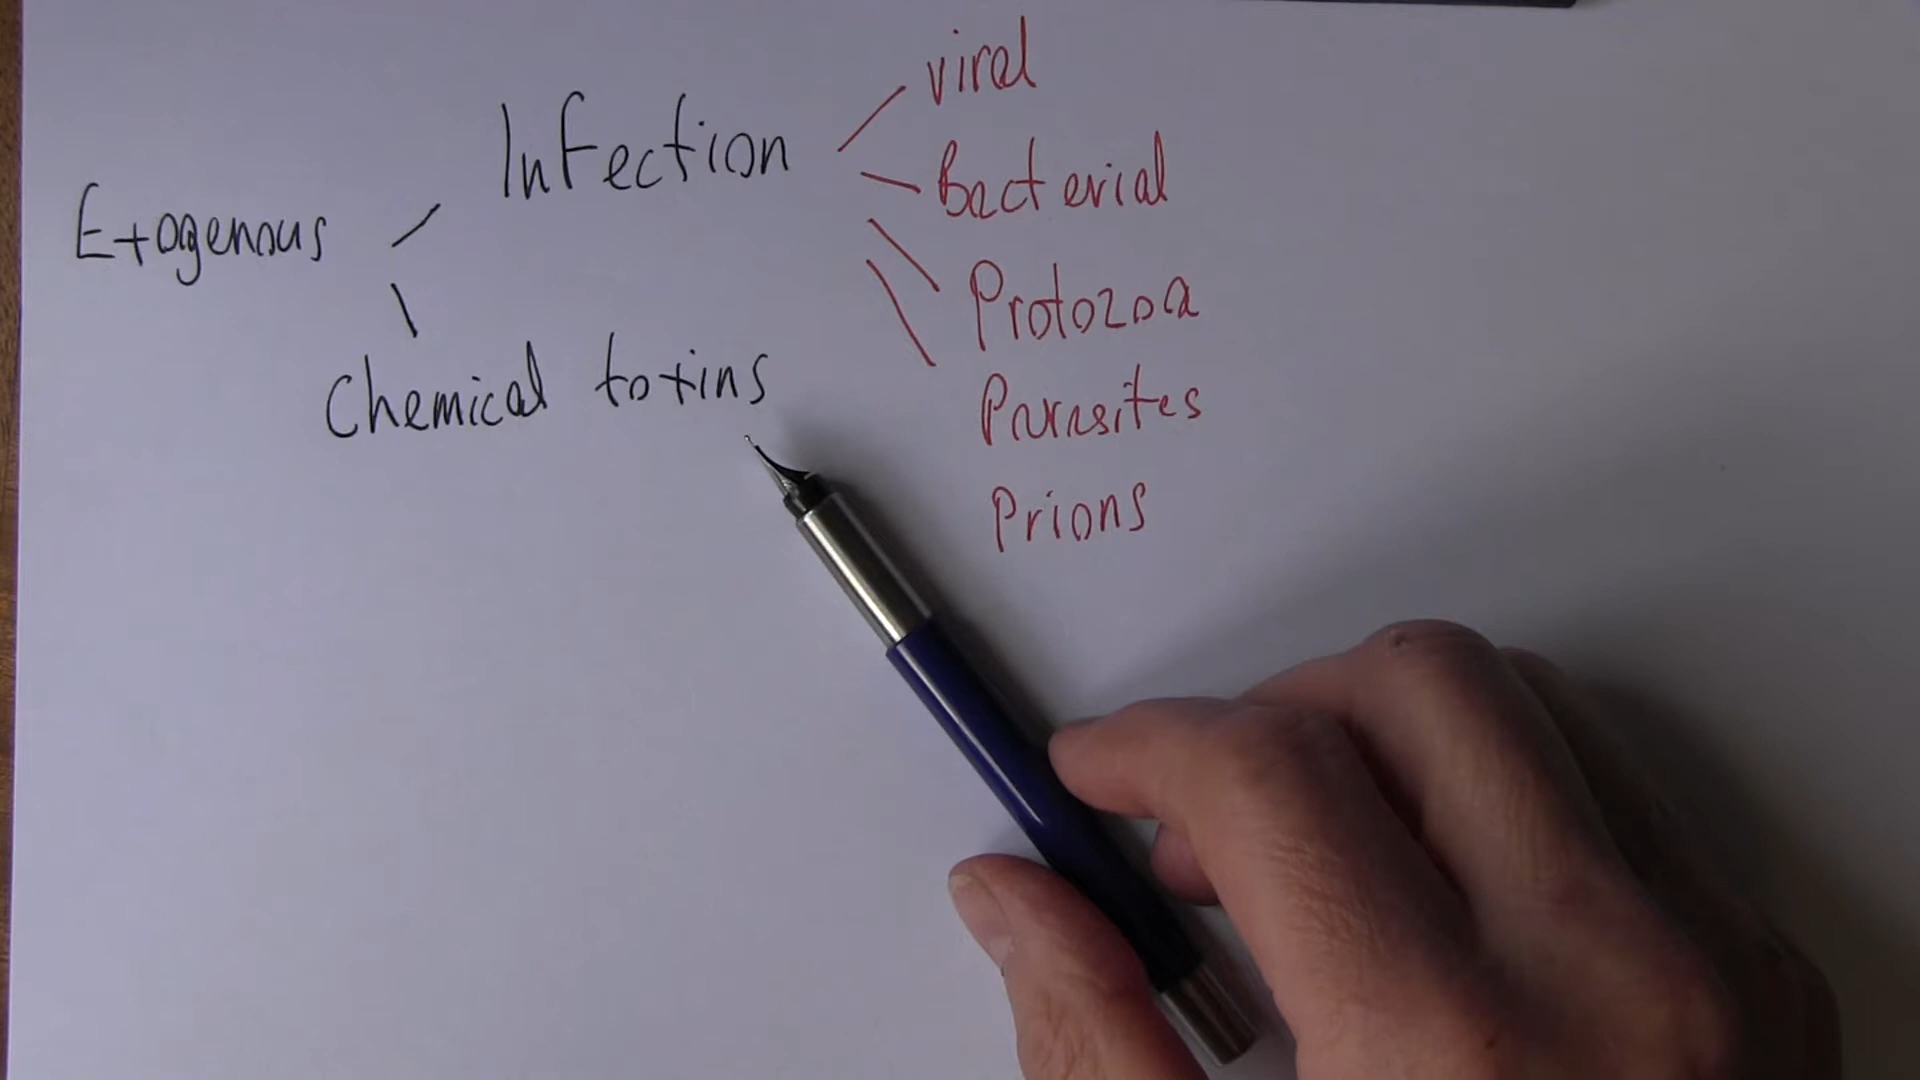 Exogenous
Infection
Chemical toxins
viral
Bacterial
Protozoa
Parasites
Prions